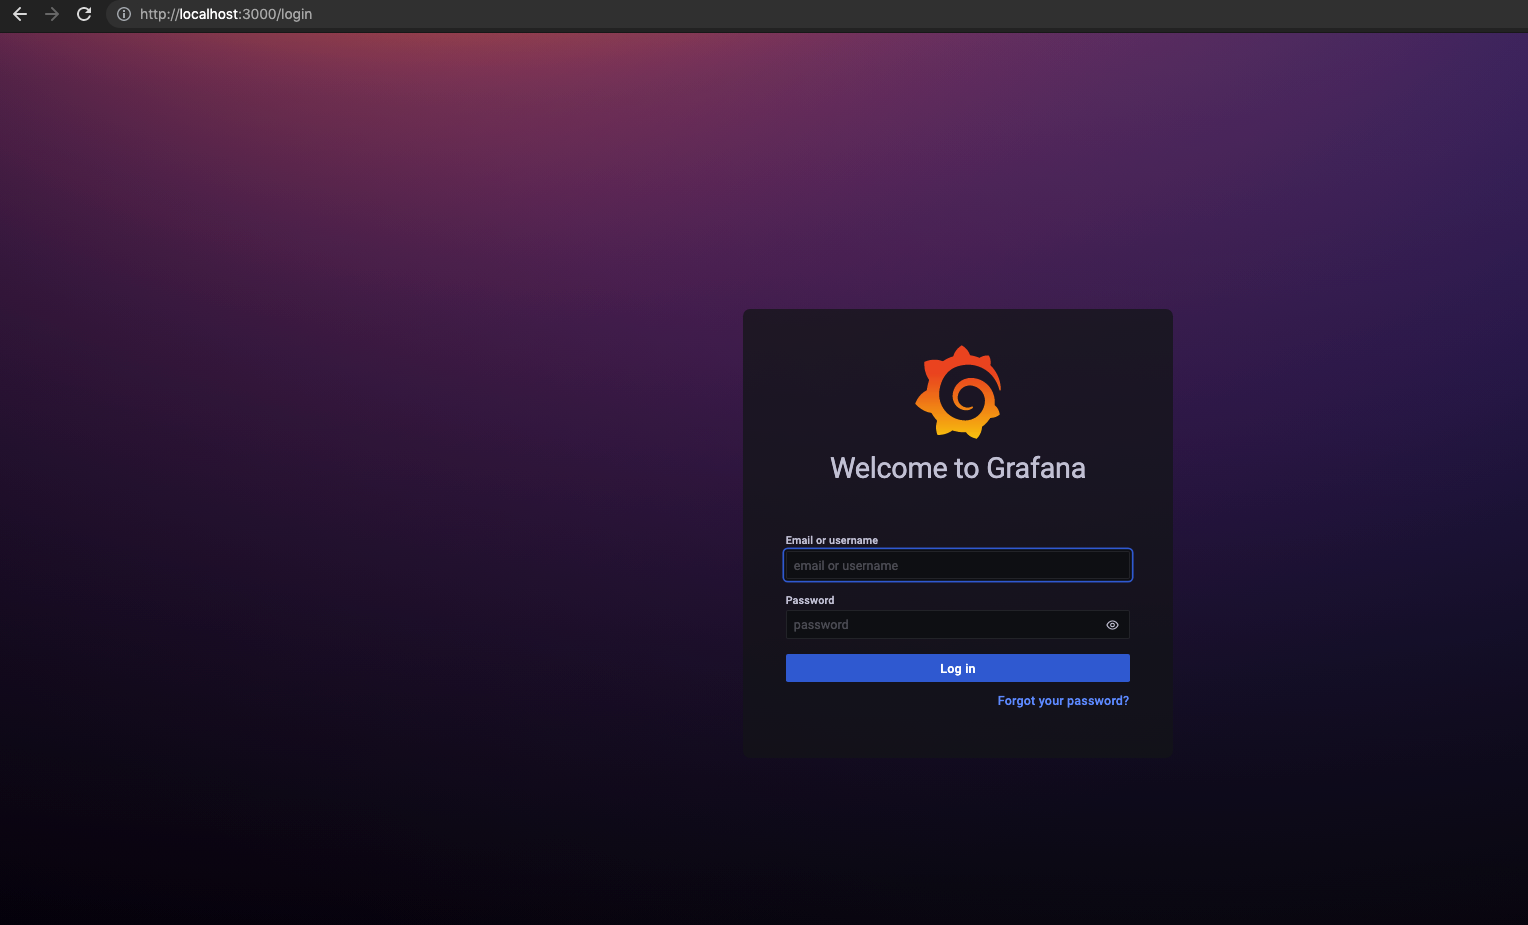 http://localhost:3000/login
Welcome to Grafana
Email or username
email or username
Password
password
Log in
Forgot your password?